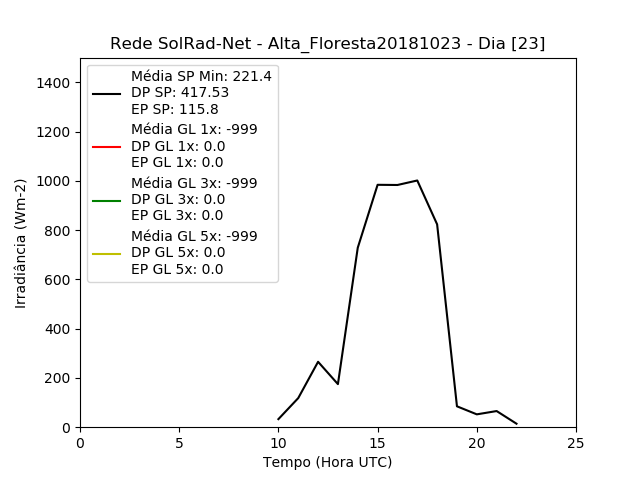 Rede SolRad-Net - Alta_Floresta20181023 - Dia [23]
Média SP Min: 221.4
DP SP: 417.53
EP SP: 115.8
Média GL 1x: -999
DP GL 1x: 0.0
EP GL 1x: 0.0
Média GL 3x: -999
DP GL 3x: 0.0
EP GL 3x: 0.0
Média GL 5x: -999
DP GL 5x: 0.0
EP GL 5x: 0.0
Irradiância (Wm-2)
1400
1200
1000
800
600
400
200
0
0 5 10 15 20 25
Tempo (Hora UTC)